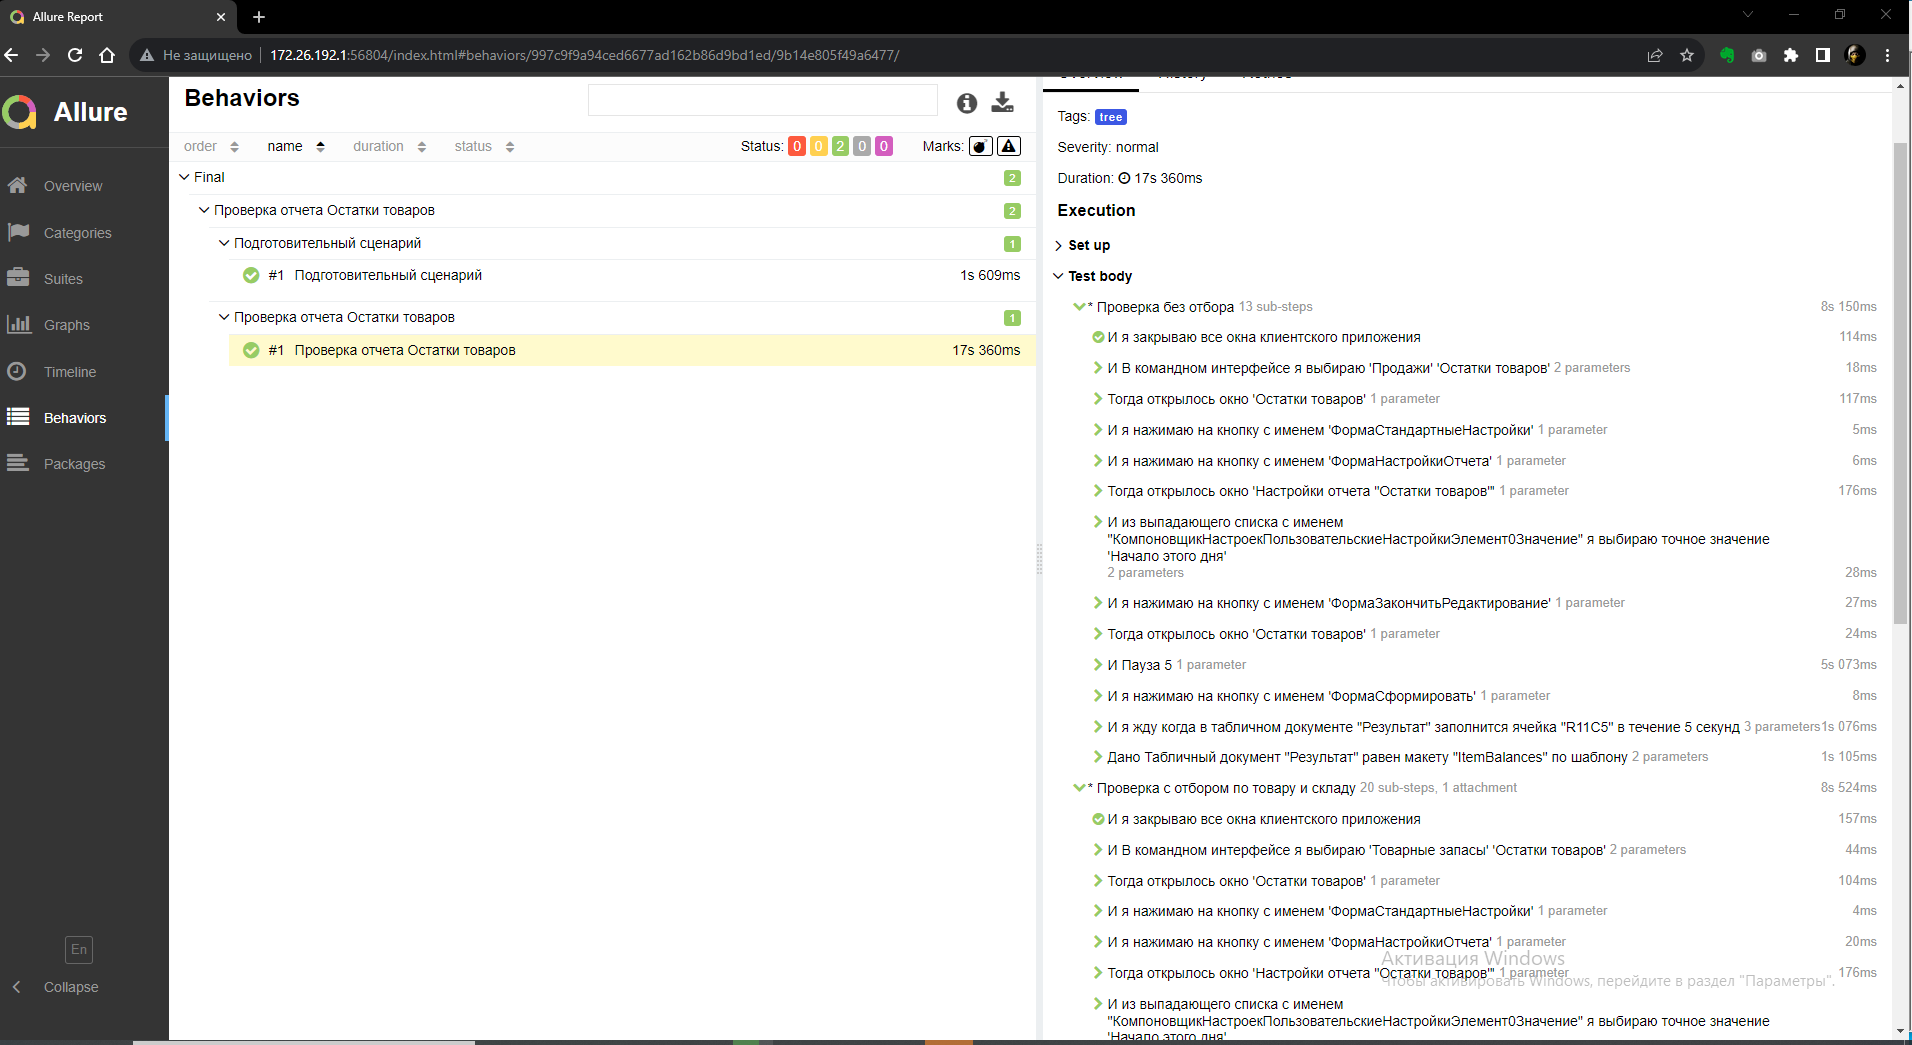 Allure Report
Не защищено
172.26.192.1:56804/index.html#behaviors/997c9f9a94ced6677ad162b86d9bd1ed/9b14e805f49a6477/
Allure
Overview
Categories
Suites
Graphs
Timeline
Behaviors
Packages
En
Collapse
Behaviors
order name duration status Status: 0 0 2 0 0 Marks:
Final 2
Проверка отчета Остатки товаров 2
Подготовительный сценарий 1
#1 Подготовительный сценарий 1s 609ms
Проверка отчета Остатки товаров 1
#1 Проверка отчета Остатки товаров 17s 360ms
Tags: tree
Severity: normal
Duration: 17s 360ms
Execution
Set up
Test body
* Проверка без отбора 13 sub-steps 8s 150ms
И я закрываю все окна клиентского приложения 114ms
И В командном интерфейсе я выбираю 'Продажи' 'Остатки товаров' 2 parameters 18ms
Тогда открылось окно 'Остатки товаров' 1 parameter 117ms
И я нажимаю на кнопку с именем 'ФормаСтандартныеНастройки' 1 parameter 5ms
И я нажимаю на кнопку с именем 'ФормаНастройкиОтчета' 1 parameter 6ms
Тогда открылось окно 'Настройки отчета "Остатки товаров"' 1 parameter 176ms
И из выпадающего списка с именем
"КомпоновщикНастроекПользовательскиеНастройкиЭлемент0Значение" я выбираю точное значение
'Начало этого дня'
2 parameters 28ms
И я нажимаю на кнопку с именем 'ФормаЗакончитьРедактирование' 1 parameter 27ms
Тогда открылось окно 'Остатки товаров' 1 parameter 24ms
И Пауза 5 1 parameter 5s 073ms
И я нажимаю на кнопку с именем 'ФормаСформировать' 1 parameter 8ms
И я жду когда в табличном документе "Результат" заполнится ячейка "R11C5" в течение 5 секунд 3 parameters 1s 076ms
Дано Табличный документ "Результат" равен макету "ItemBalances" по шаблону 2 parameters 1s 105ms
* Проверка с отбором по товару и складу 20 sub-steps, 1 attachment 8s 524ms
И я закрываю все окна клиентского приложения 157ms
И В командном интерфейсе я выбираю 'Товарные запасы' 'Остатки товаров' 2 parameters 44ms
Тогда открылось окно 'Остатки товаров' 1 parameter 104ms
И я нажимаю на кнопку с именем 'ФормаСтандартныеНастройки' 1 parameter 4ms
И я нажимаю на кнопку с именем 'ФормаНастройкиОтчета' 1 parameter 20ms
Активация Windows
Тогда открылось окно 'Настройки отчета "Остатки товаров"' 1 parameter 176ms
Чтобы активировать Windows, перейдите в раздел "Параметры".
И из выпадающего списка с именем
"КомпоновщикНастроекПользовательскиеНастройкиЭлемент0Значение" я выбираю точное значение
'Начало этого дня'